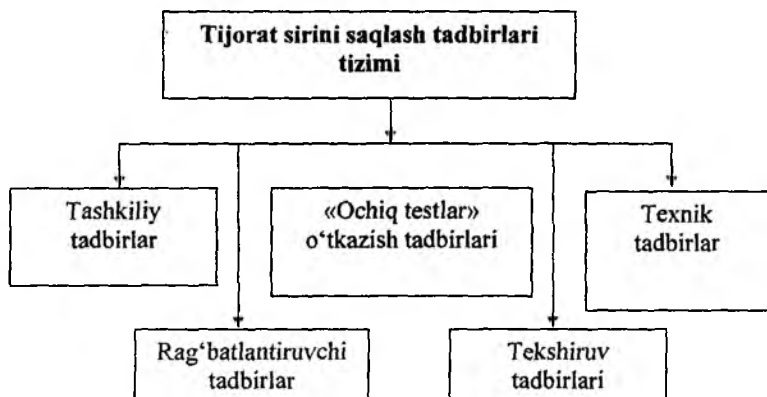 Tijorat sirini saqlash tadbirlari
tizimi
Tashkiliy
tadbirlar
«Ochiq testlar»
o‘tkazish tadbirlari
Texnik
tadbirlar
Rag‘batlantiruvchi
tadbirlar
Tekshiruv
tadbirlari